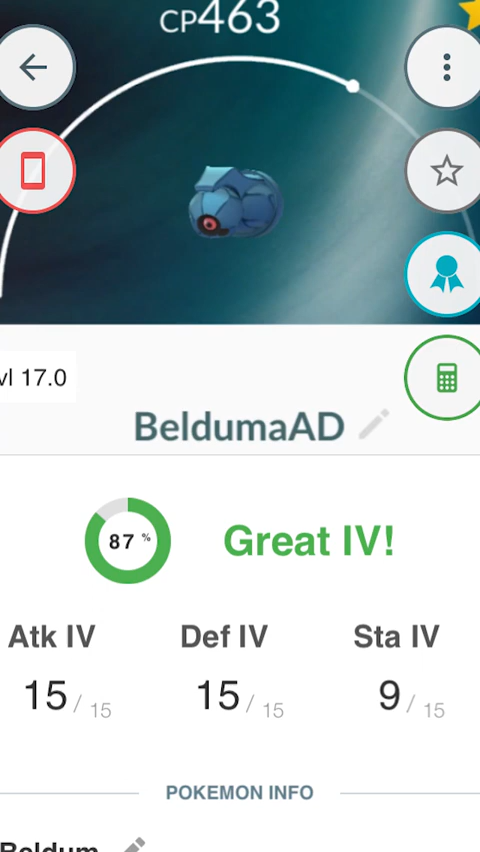 CP463
vl 17.0
BeldumaAD
87 %
Great IV!
Atk IV Def IV Sta IV
15 / 15 15 / 15 9 / 15
POKEMON INFO
Beldum